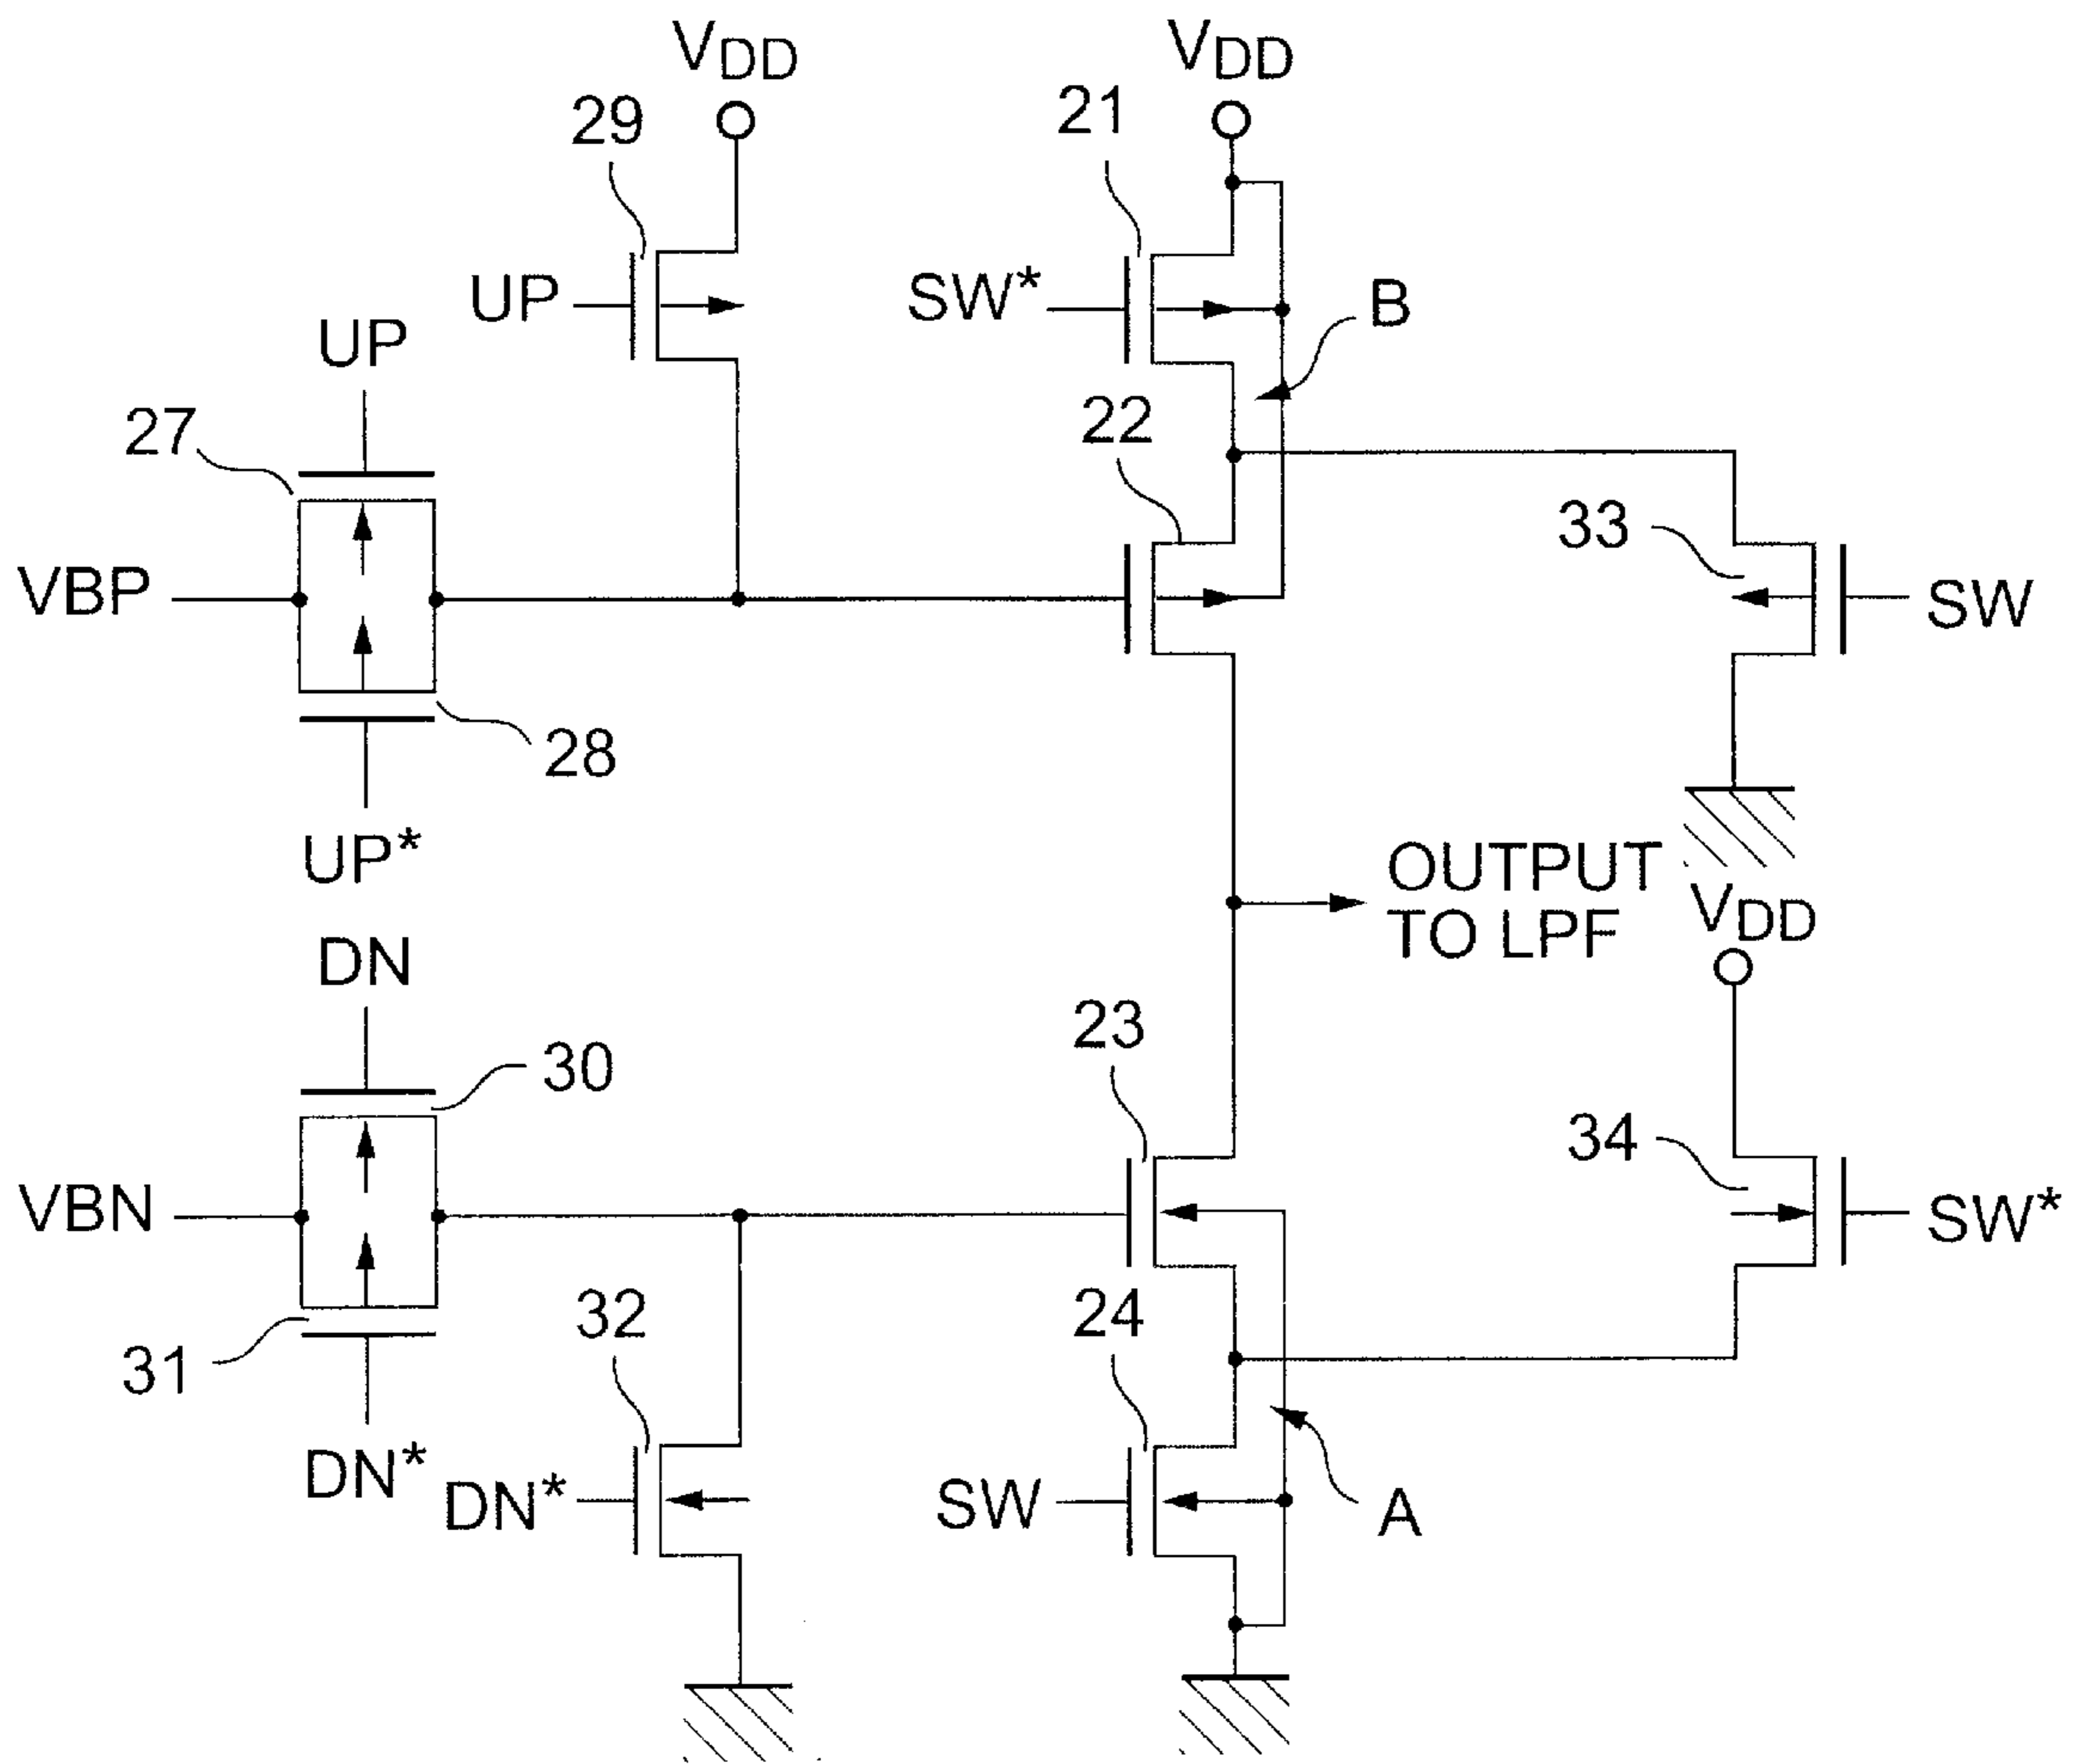 VDD
VDD
29
21
UP
SW*
B
UP
27
22
33
VBP
SW
28
UP*
OUTPUT
TO LPF
VDD
DN
23
30
34
VBN
SW*
32
24
31
DN*
DN*
SW
A